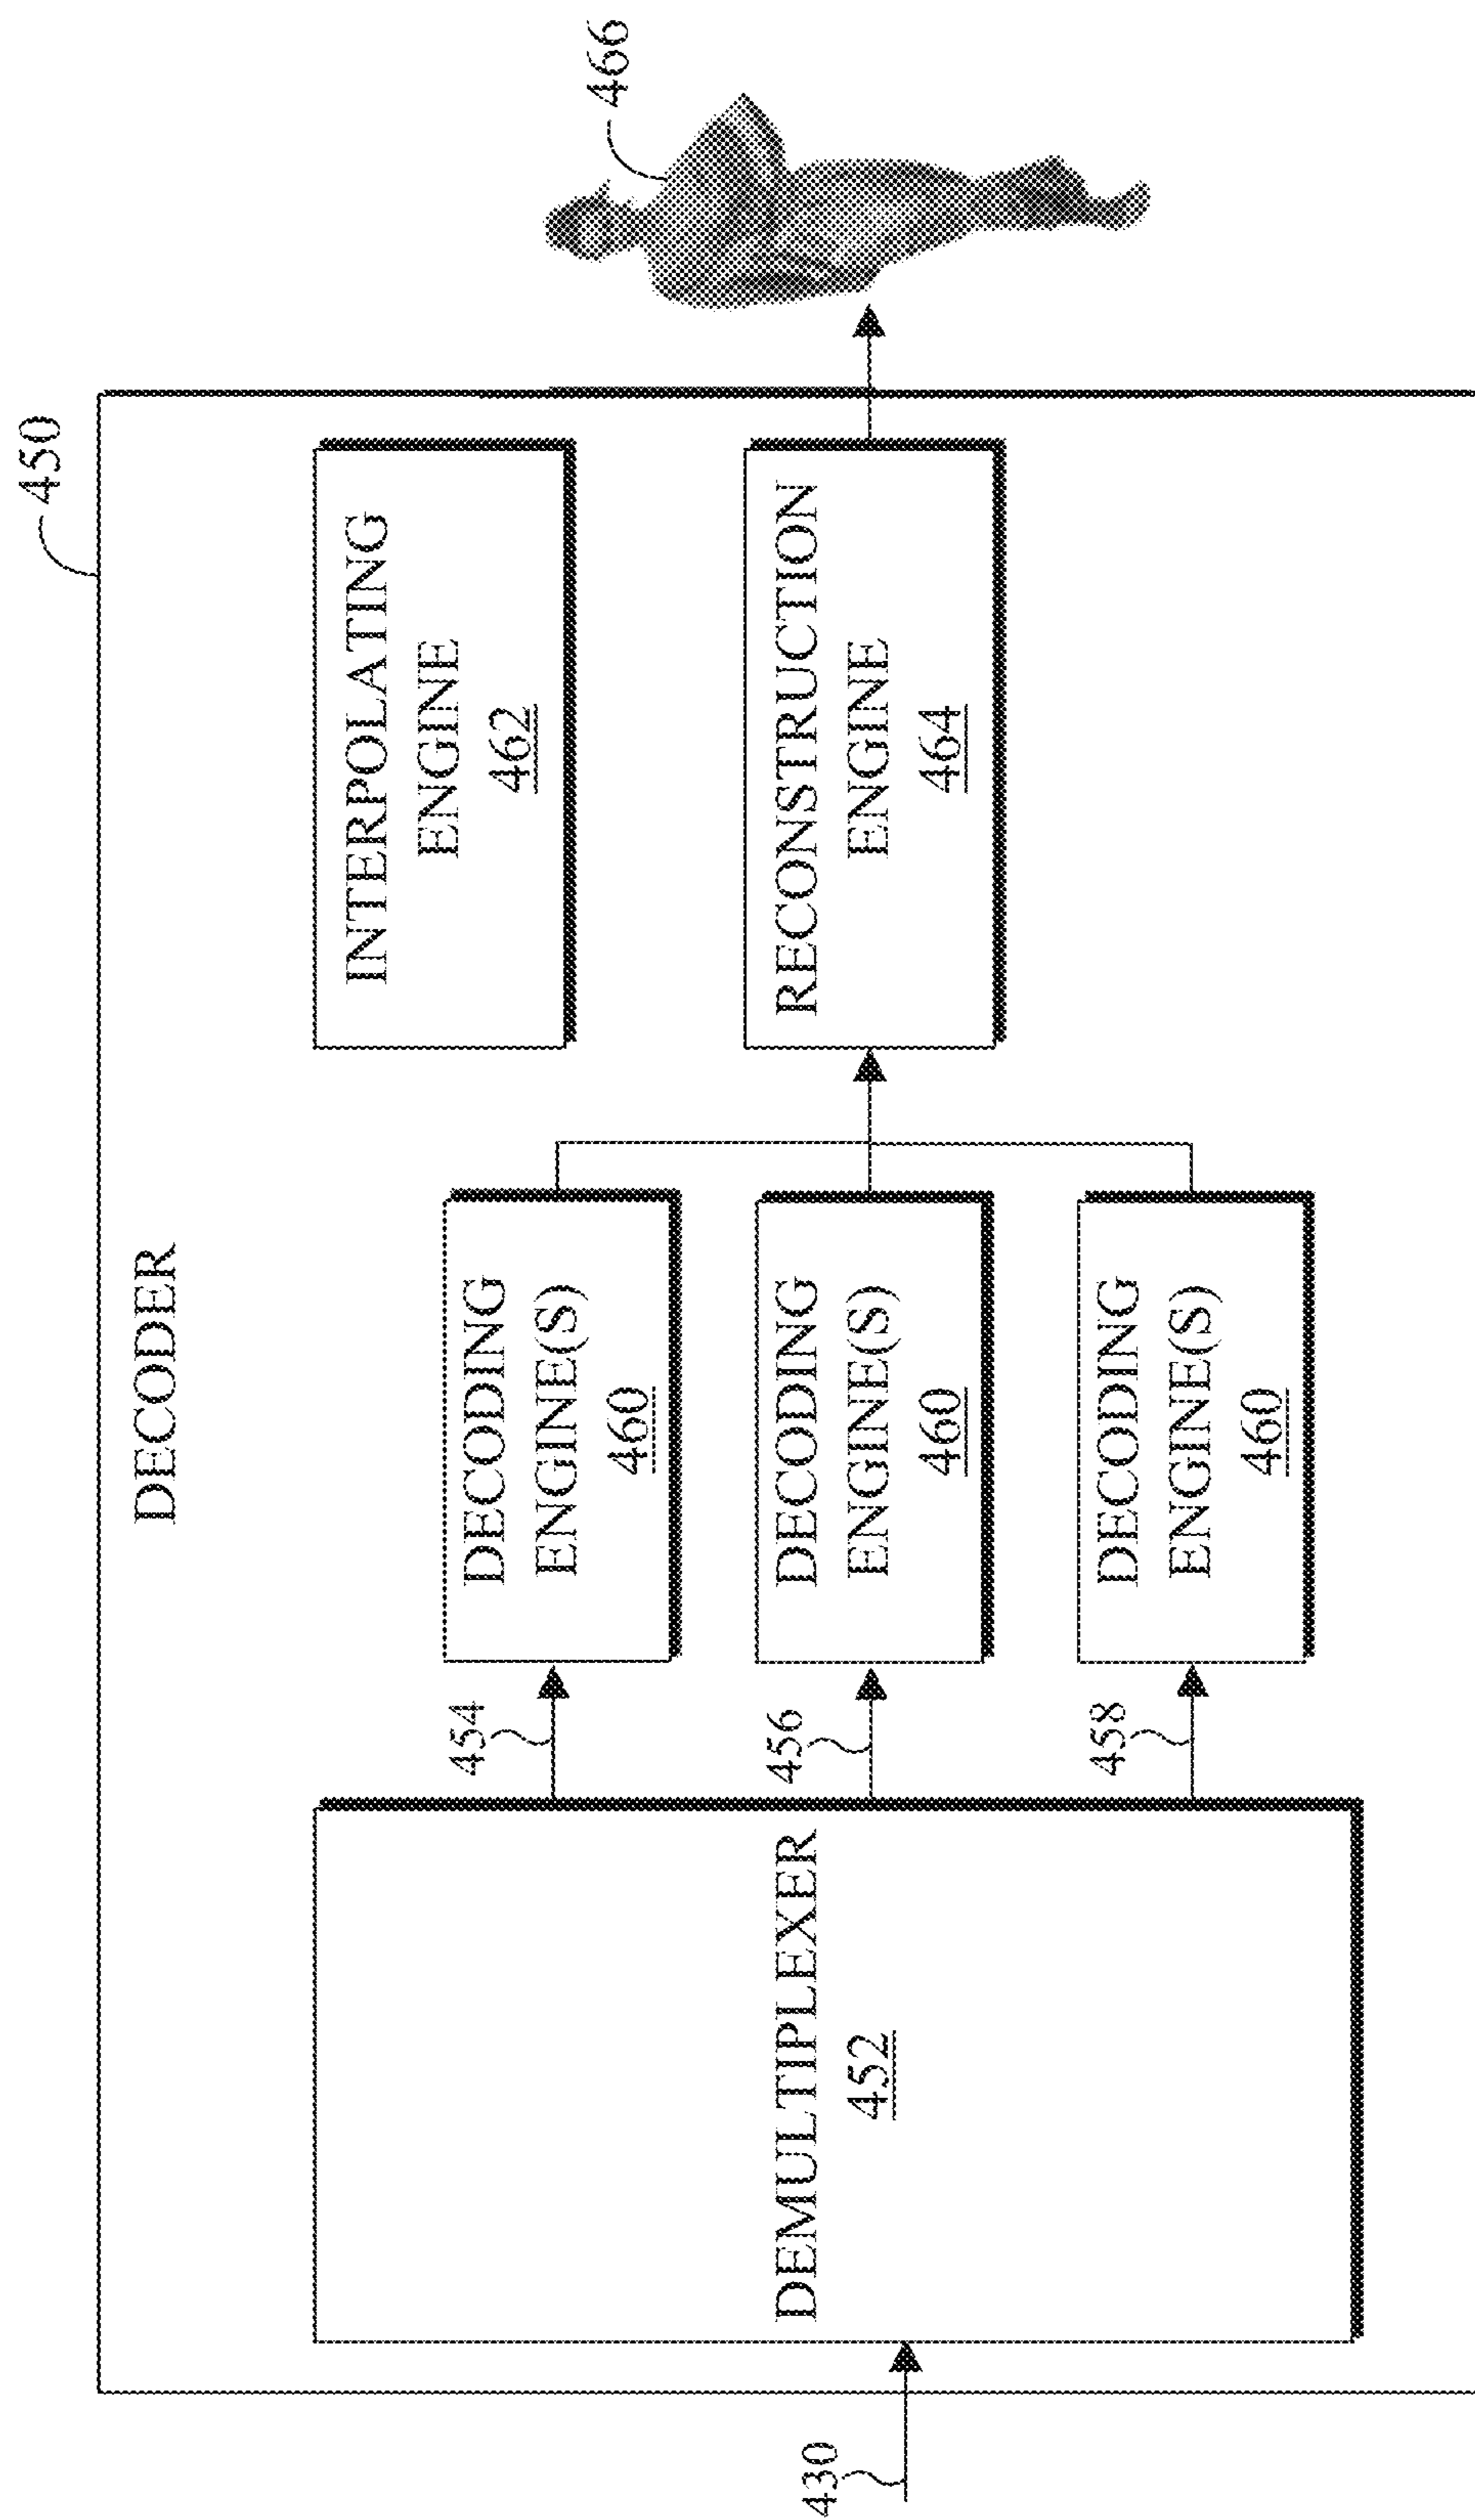 450
DECODER
430
DEMULTIPLEXER
452
454
DECODING
ENGINE(S)
460
456
DECODING
ENGINE(S)
460
458
DECODING
ENGINE(S)
460
INTERPOLATING
ENGINE
462
RECONSTRUCTION
ENGINE
464
466